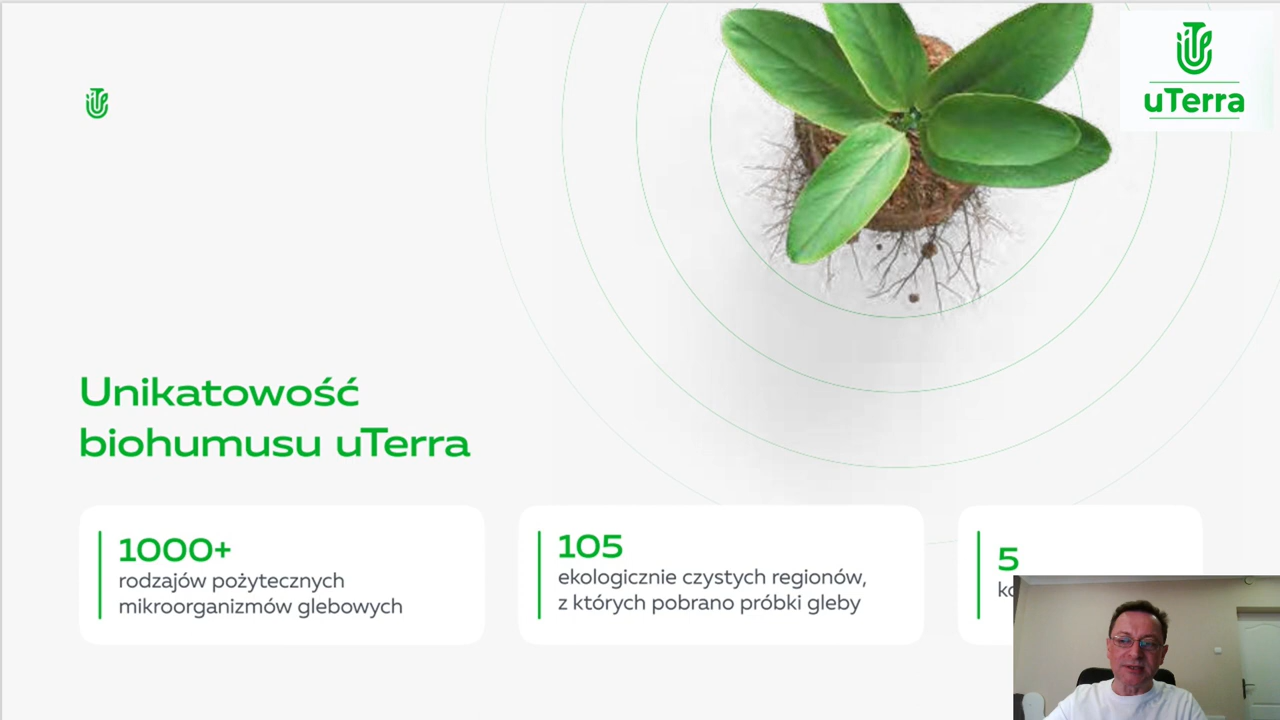 uTerra
Unikatowość
biohumusu uTerra
1000+
rodzajów pożytecznych
mikroorganizmów glebowych
105
ekologicznie czystych regionów,
z których pobrano próbki gleby
5